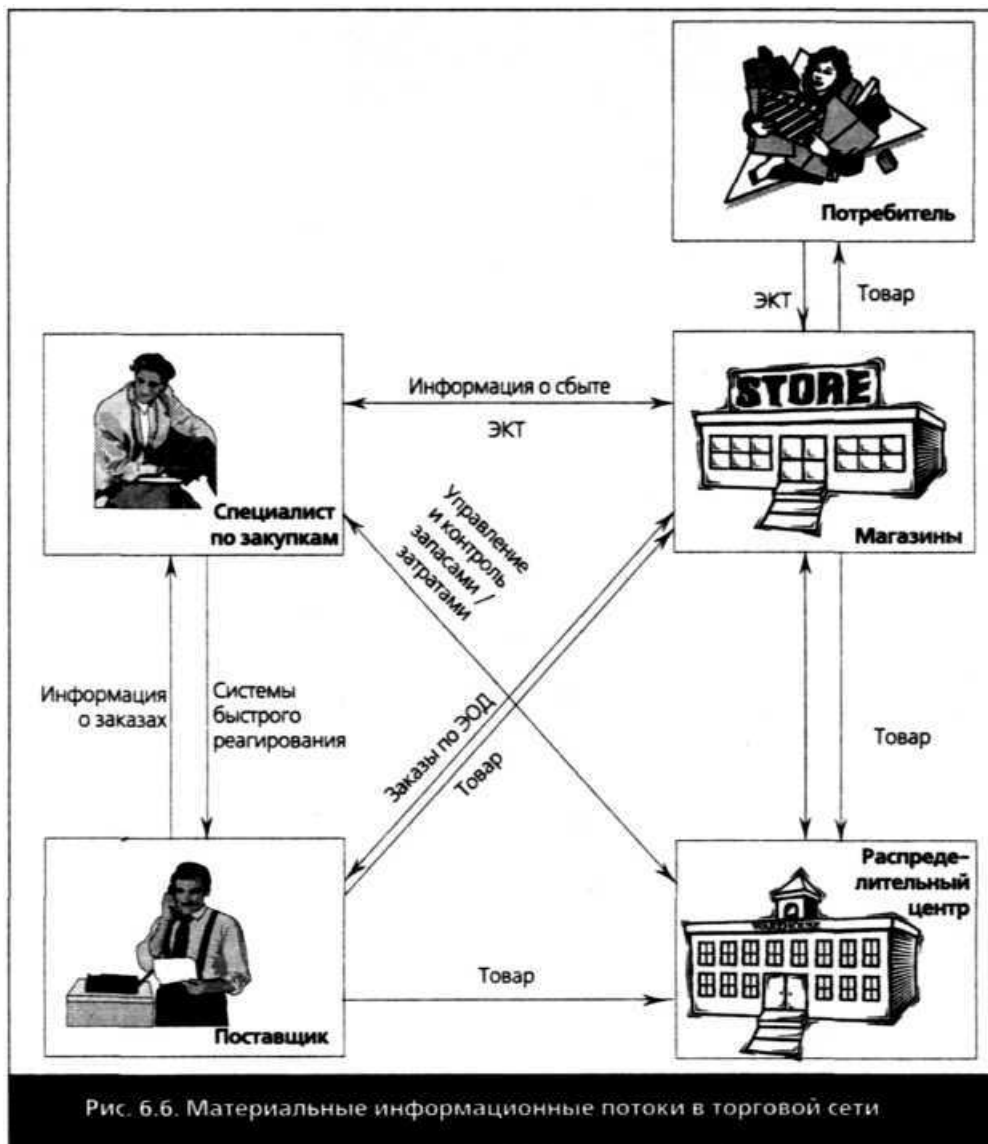 Потребитель
ЭКТ
Товар
Информация о сбыте
ЭКТ
STORE
Специалист
по закупкам
Магазины
Управление
и контроль
запасами /
затратами
Информация
о заказах
Системы
быстрого
реагирования
Заказы по ЭОД
Товар
Товар
Распреде-
лительный
центр
WAREHOUSE
Товар
Поставщик
Рис. 6.6. Материальные информационные потоки в торговой сети